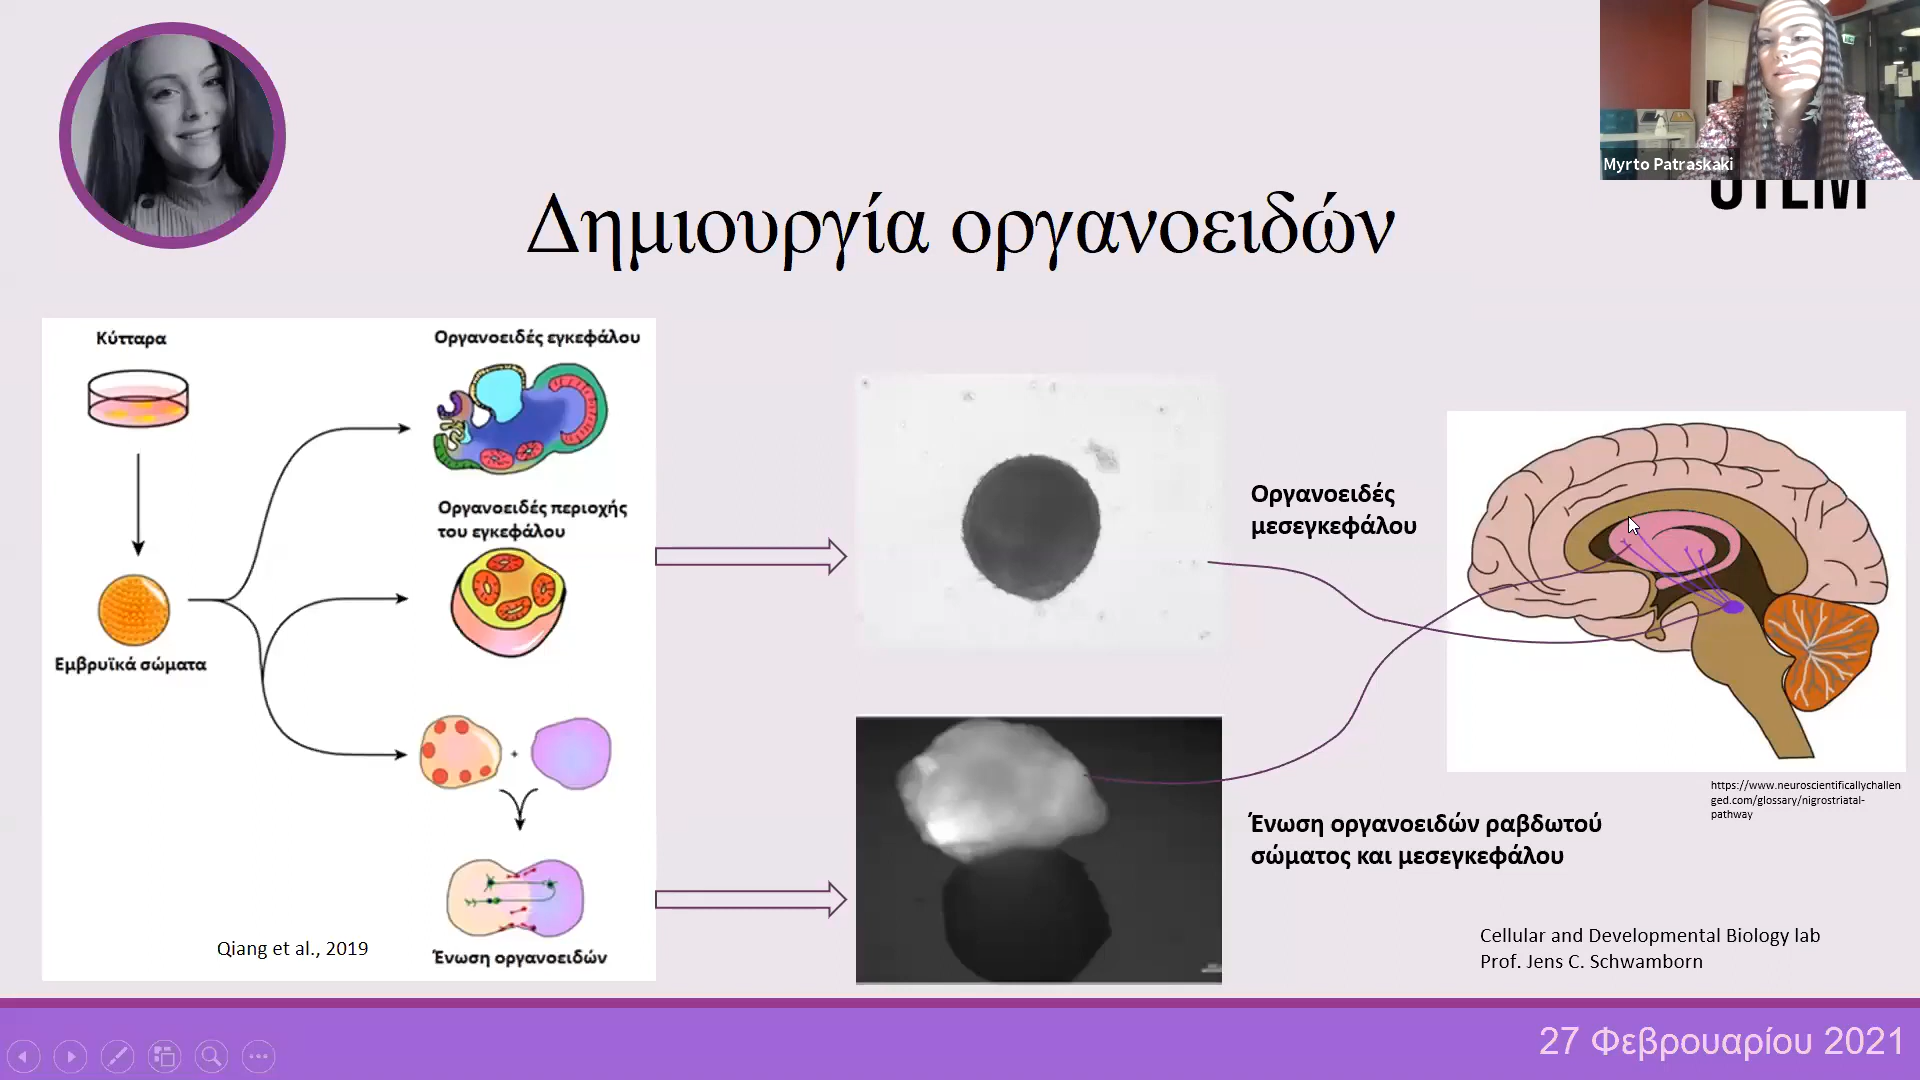 Myrto Patraskaki
STEM
Δημιουργία οργανοειδών
Κύτταρα
Οργανοειδές εγκεφάλου
Οργανοειδές περιοχής
του εγκεφάλου
Εμβρυϊκά σώματα
+
Ένωση οργανοειδών
Qiang et al., 2019
Οργανοειδές
μεσεγκεφάλου
Ένωση οργανοειδών ραβδωτού
σώματος και μεσεγκεφάλου
https://www.neuroscientificallychallen
ged.com/glossary/nigrostriatal-
pathway
Cellular and Developmental Biology lab
Prof. Jens C. Schwamborn
27 Φεβρουαρίου 2021